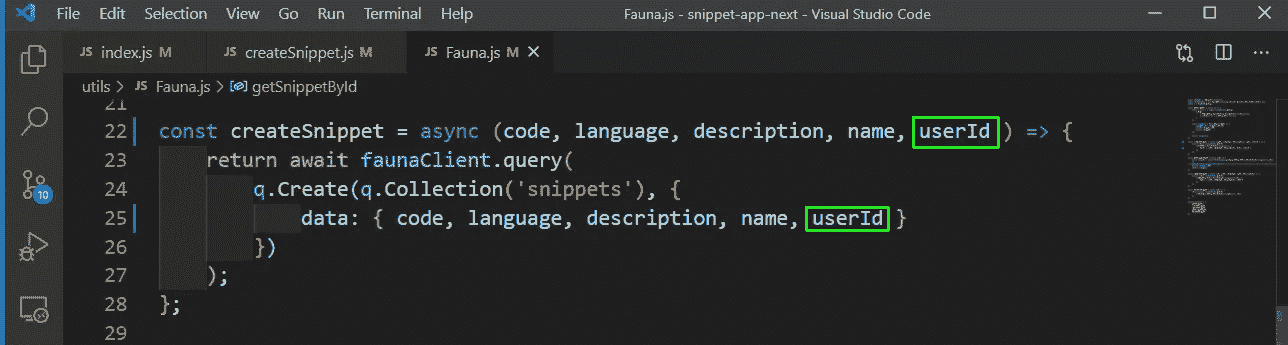 File Edit Selection View Go Run Terminal Help Fauna.js - snippet-app-next - Visual Studio Code
JS index.js M JS createSnippet.js M JS Fauna.js M
utils > JS Fauna.js > getSnippetById
21
22 const createSnippet = async (code, language, description, name, userId ) => {
23 return await faunaClient.query(
24 q.Create(q.Collection('snippets'), {
25 data: { code, language, description, name, userId }
26 })
27 );
28 };
29
10